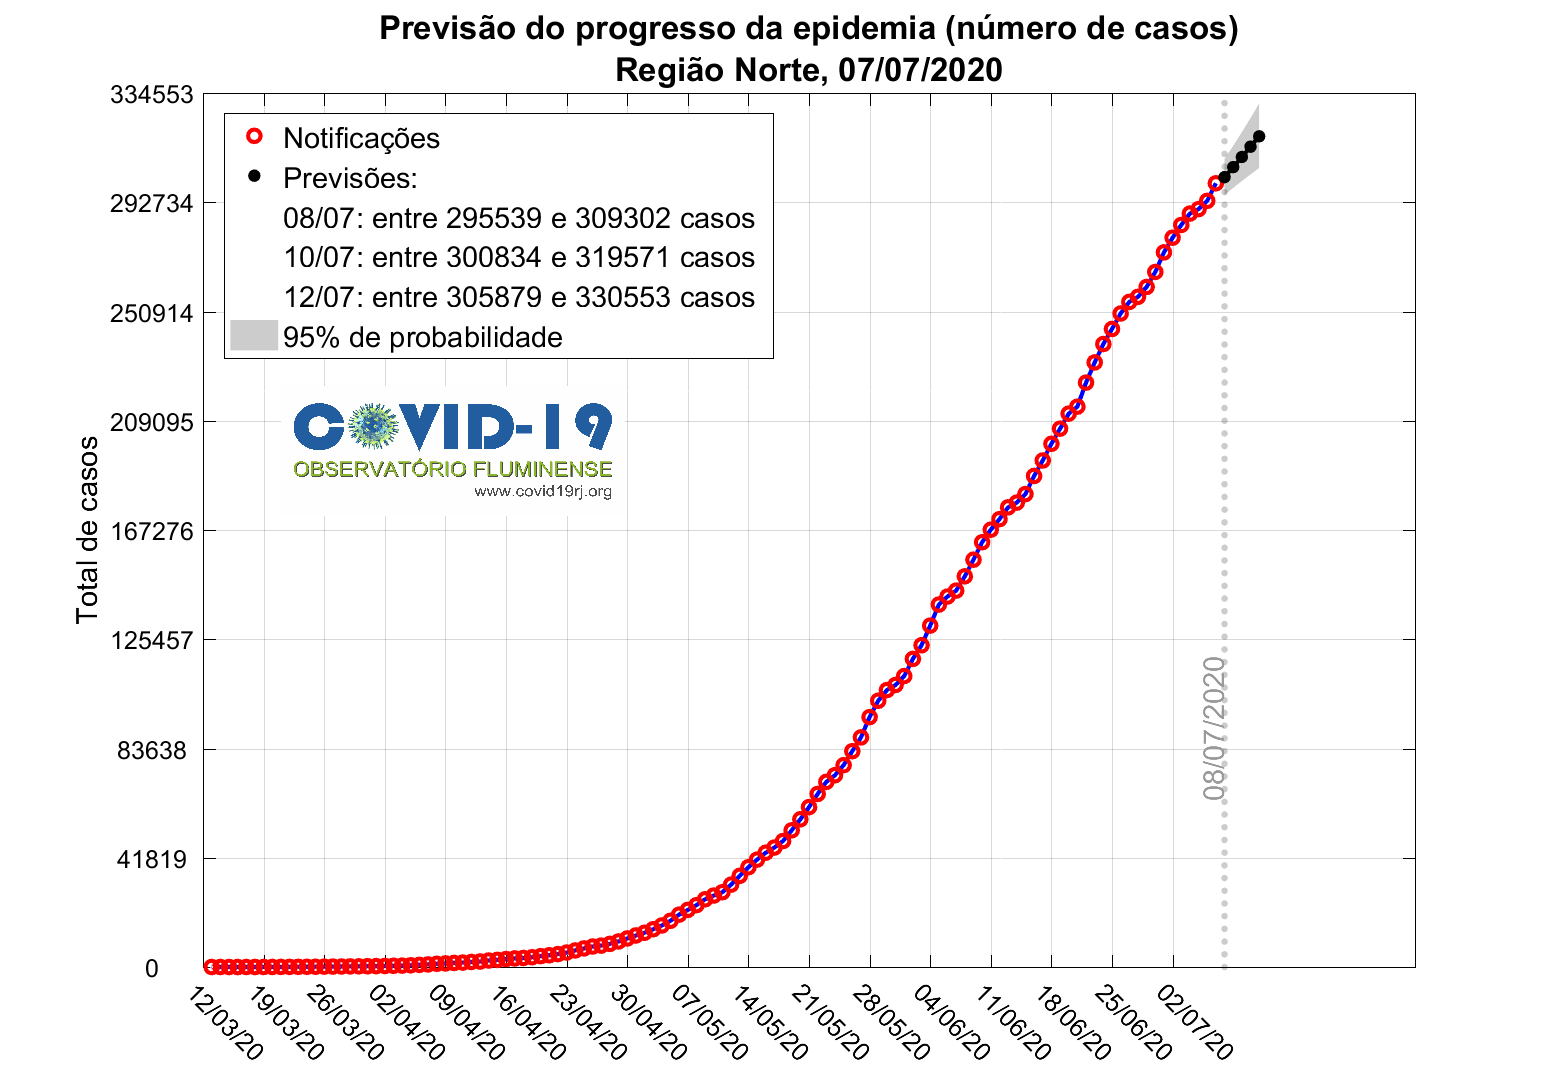 Previsão do progresso da epidemia (número de casos)
Região Norte, 07/07/2020
334553
292734
250914
209095
167276
125457
83638
41819
0
Total de casos
Notificações
Previsões:
08/07: entre 295539 e 309302 casos
10/07: entre 300834 e 319571 casos
12/07: entre 305879 e 330553 casos
95% de probabilidade
COVID-19
OBSERVATÓRIO FLUMINENSE
www.covid19rj.org
08/07/2020
12/03/20
19/03/20
26/03/20
02/04/20
09/04/20
16/04/20
23/04/20
30/04/20
07/05/20
14/05/20
21/05/20
28/05/20
04/06/20
11/06/20
18/06/20
25/06/20
02/07/20